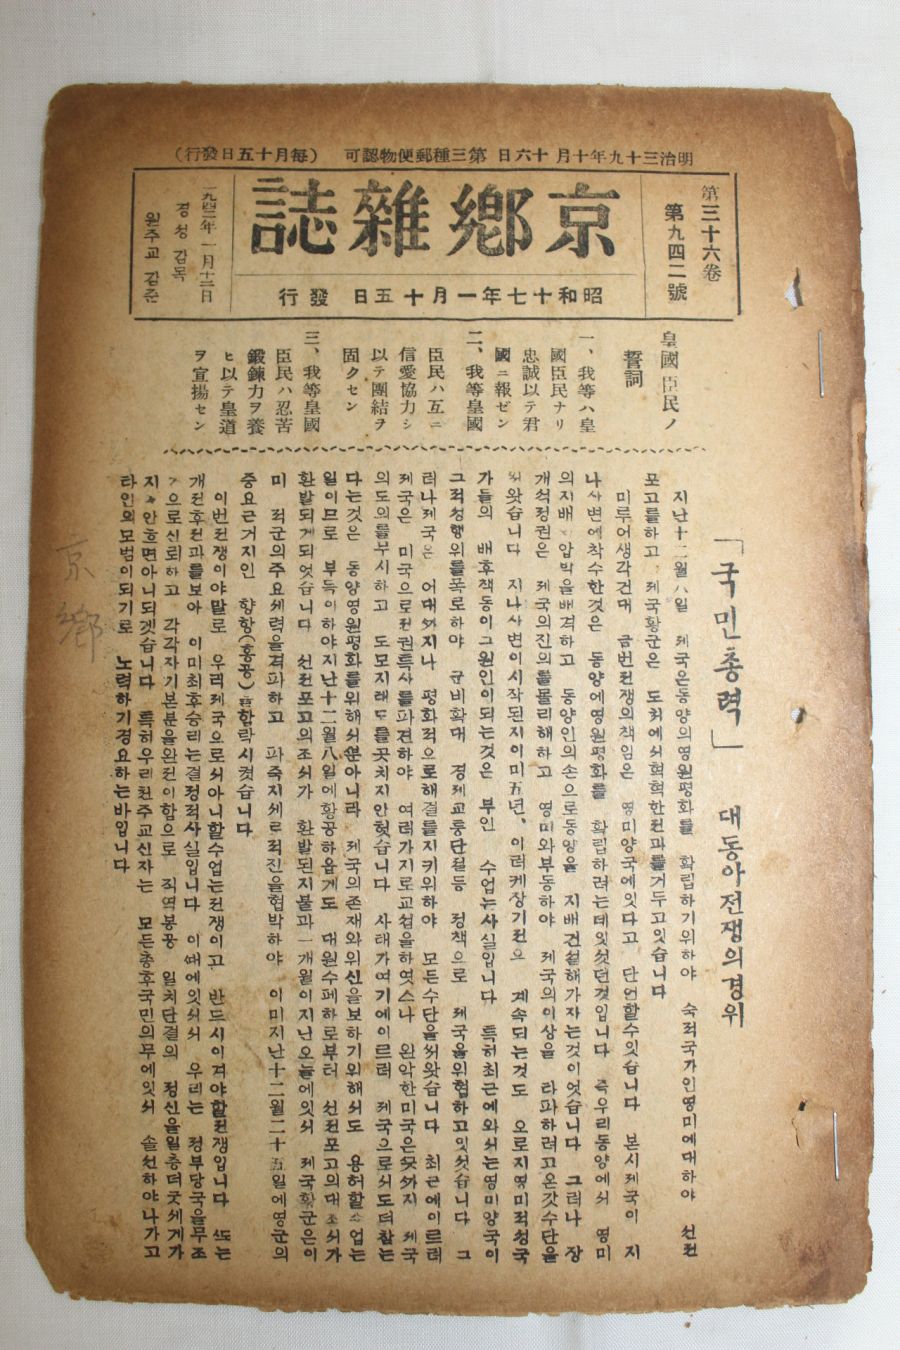 明治三十九年十月十六日 第三種郵便物認可 (毎月十五日發行)
第三十六卷
第九四二號
京鄕雜誌
昭和十七年一月十五日 發行
一九四二年一月十二日
경성 감목
원주교 감준
皇國臣民ノ
誓詞
一、我等ハ皇
國臣民ナリ
忠誠以テ君
國ニ報ゼン
二、我等皇國
臣民ハ互ニ
信愛協力シ
以テ團結ヲ
固クセン
三、我等皇國
臣民ハ忍苦
鍛鍊力ヲ養
ヒ以テ皇道
ヲ宣揚セン
「국민총력」 대동아전쟁의경위
지난十二월八일 제국은동양의영원평화를 확립하기위하야 숙적국가인영미에대하야 선전
포고를하고 제국황군은 도처에서혁혁한전과를거두고잇습니다
미루어생각건대 금번전쟁의책임은 영미양국에잇다고 단언할수잇습니다 본시제국이 지
나사변에착수한것은 동양에영원평화를 확립하려는데잇섯던것입니다 즉우리동양에서 영미
의지배 압박을배격하고 동양인의손으로동양을 지배건설해가자는것이엇습니다 그러나 장
개석정권은 제국의진의를몰리해하고 영미와부동하야 제국의이상을 라파하려고온갓수단을
써왓습니다 지나사변이시작된지이미五년, 이러케장기전으 계속되는것도 오로지영미적성국
가들의 배후책동이그원인이되는것은 부인 수업는사실입니다 특히최근에와서는영미양국이
그적성행위를폭로하야 군비확대 경제교통단절등 정책으로 제국을위협하고잇섯습니다 그
러나제국은 어대까지나 평화적으로해결를지키위하야 모든수단을써왓습니다 최근에이르러
제국은 미국으로전권특사를파견하야 여러가지로교섭을하엿스나 완악한미국은끗까지 제국
의도의를무시하고 도모지래도를곳치지안헛습니다 사태가여기에이르러 제국으로서도더참는
다는것은 동양영원평화를위해서뿐아니라 제국의존재와위신을보하기위해서도 용허할수업는
일이므로 부득이하야지난十二월八일에황공하옵게도 대원수폐하로부터 선전포고의대조서가
환발되게되엇습니다 선전포고의조서가 환발된지불과一개월이지난오늘에잇서 제국황군은이
미 적군의주요세력을격파하고 파죽지세로적진을협박하야 이미지난十二월二十五일에영군의
중요근거지인 향항(홍콩)을함락시켯습니다
이번전쟁이야말로 우리제국으로서아니할수업는전쟁이고 반드시이겨야할전쟁입니다 또는
개전후전과를보아 이미최후승리는결정적사실입니다 이때에잇서서 우리는 정부당국을무조
으로신뢰하고 각각자기본분을완전이함으로 직역봉공 일치단결의 정신을일층더굿세게가
지 안흐면아니되겟습니다 특히우리천주교신자는 모든총후국민의무에잇서 솔선하야나가고
타인의모범이되기로 노력하기경요하는바입니다
京
鄕